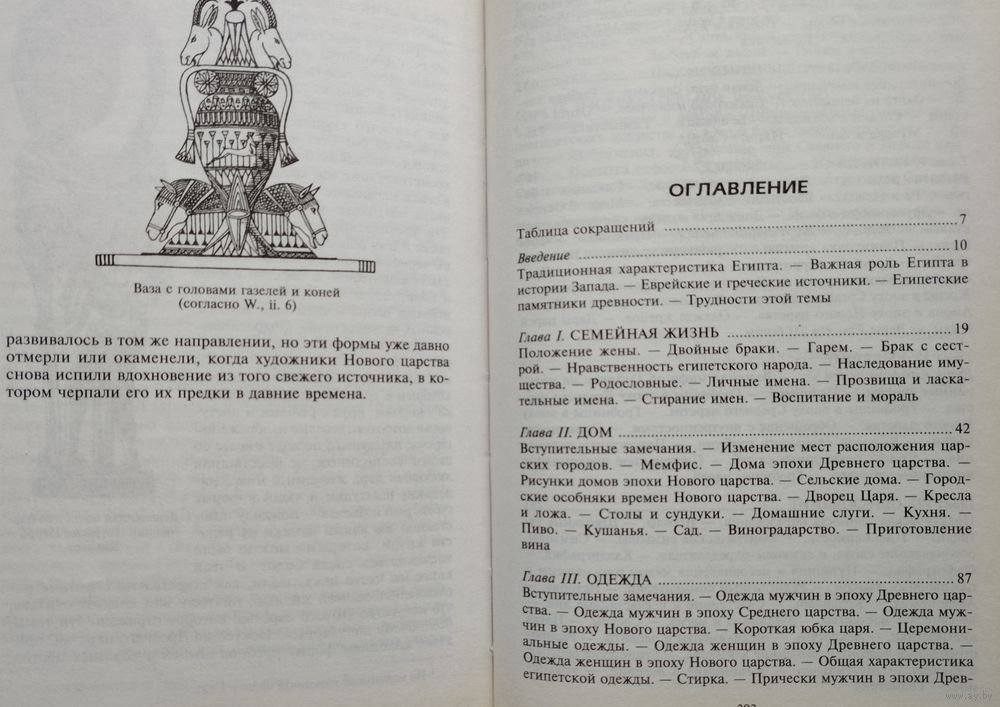 Ваза с головами газелей и коней
(согласно W., ii. 6)
развивалось в том же направлении, но эти формы уже давно
отмерли или окаменели, когда художники Нового царства
снова испили вдохновение из того свежего источника, в ко-
тором черпали его их предки в давние времена.
ОГЛАВЛЕНИЕ
Таблица сокращений ........ 7
Введение ........ 10
Традиционная характеристика Египта. — Важная роль Египта в
истории Запада. — Еврейские и греческие источники. — Египетские
памятники древности. — Трудности этой темы
Глава I. СЕМЕЙНАЯ ЖИЗНЬ ........ 19
Положение жены. — Двойные браки. — Гарем. — Брак с сест-
рой. — Нравственность египетского народа. — Наследование иму-
щества. — Родословные. — Личные имена. — Прозвища и ласка-
тельные имена. — Стирание имен. — Воспитание и мораль
Глава II. ДОМ ........ 42
Вступительные замечания. — Изменение мест расположения цар-
ских городов. — Мемфис. — Дома эпохи Древнего царства. —
Рисунки домов эпохи Нового царства. — Сельские дома. — Город-
ские особняки времен Нового царства. — Дворец Царя. — Кресла
и ложа. — Столы и сундуки. — Домашние слуги. — Кухня. —
Пиво. — Кушанья. — Сад. — Виноградарство. — Приготовление
вина
Глава III. ОДЕЖДА ........ 87
Вступительные замечания. — Одежда мужчин в эпоху Древнего цар-
ства. — Одежда мужчин в эпоху Среднего царства. — Одежда муж-
чин в эпоху Нового царства. — Короткая юбка царя. — Церемони-
альные одежды. — Одежда женщин в эпоху Древнего царства. —
Одежда женщин в эпоху Нового царства. — Общая характеристика
египетской одежды. — Стирка. — Прически мужчин в эпохи Древ-
www.ay.by